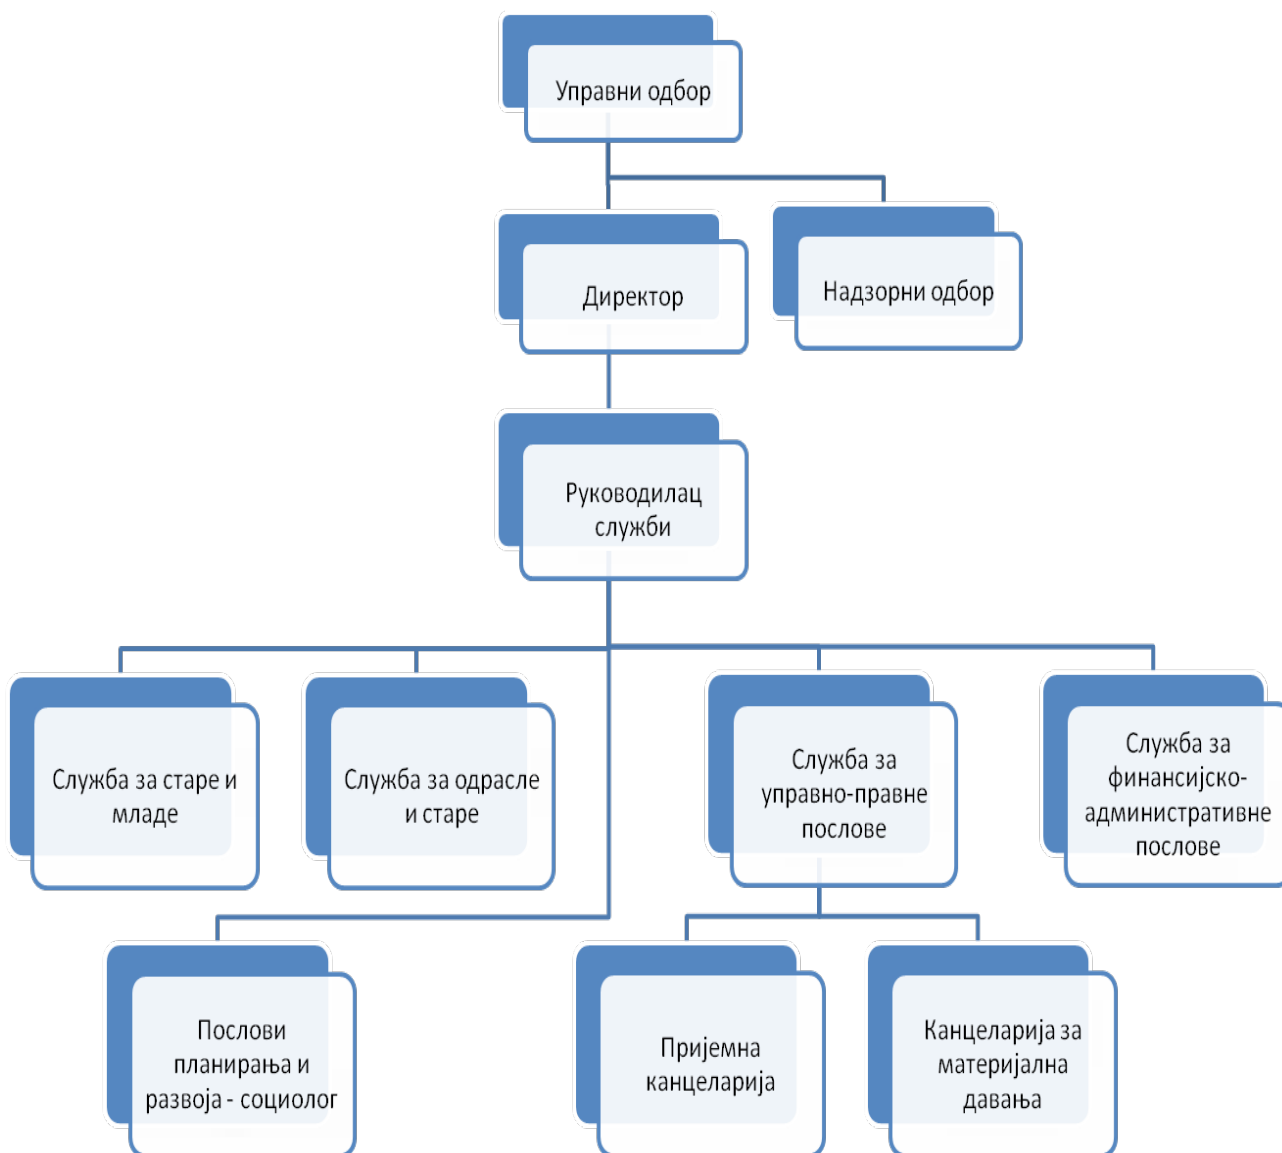 Управни одбор
Директор
Надзорни одбор
Руководилац
служби
Служба за старе и
младе
Служба за одрасле
и старе
Служба за
управно-правне
послове
Служба за
финансијско-
административне
послове
Послови
планирања и
развоја - социолог
Пријемна
канцеларија
Канцеларија за
материјална
давања